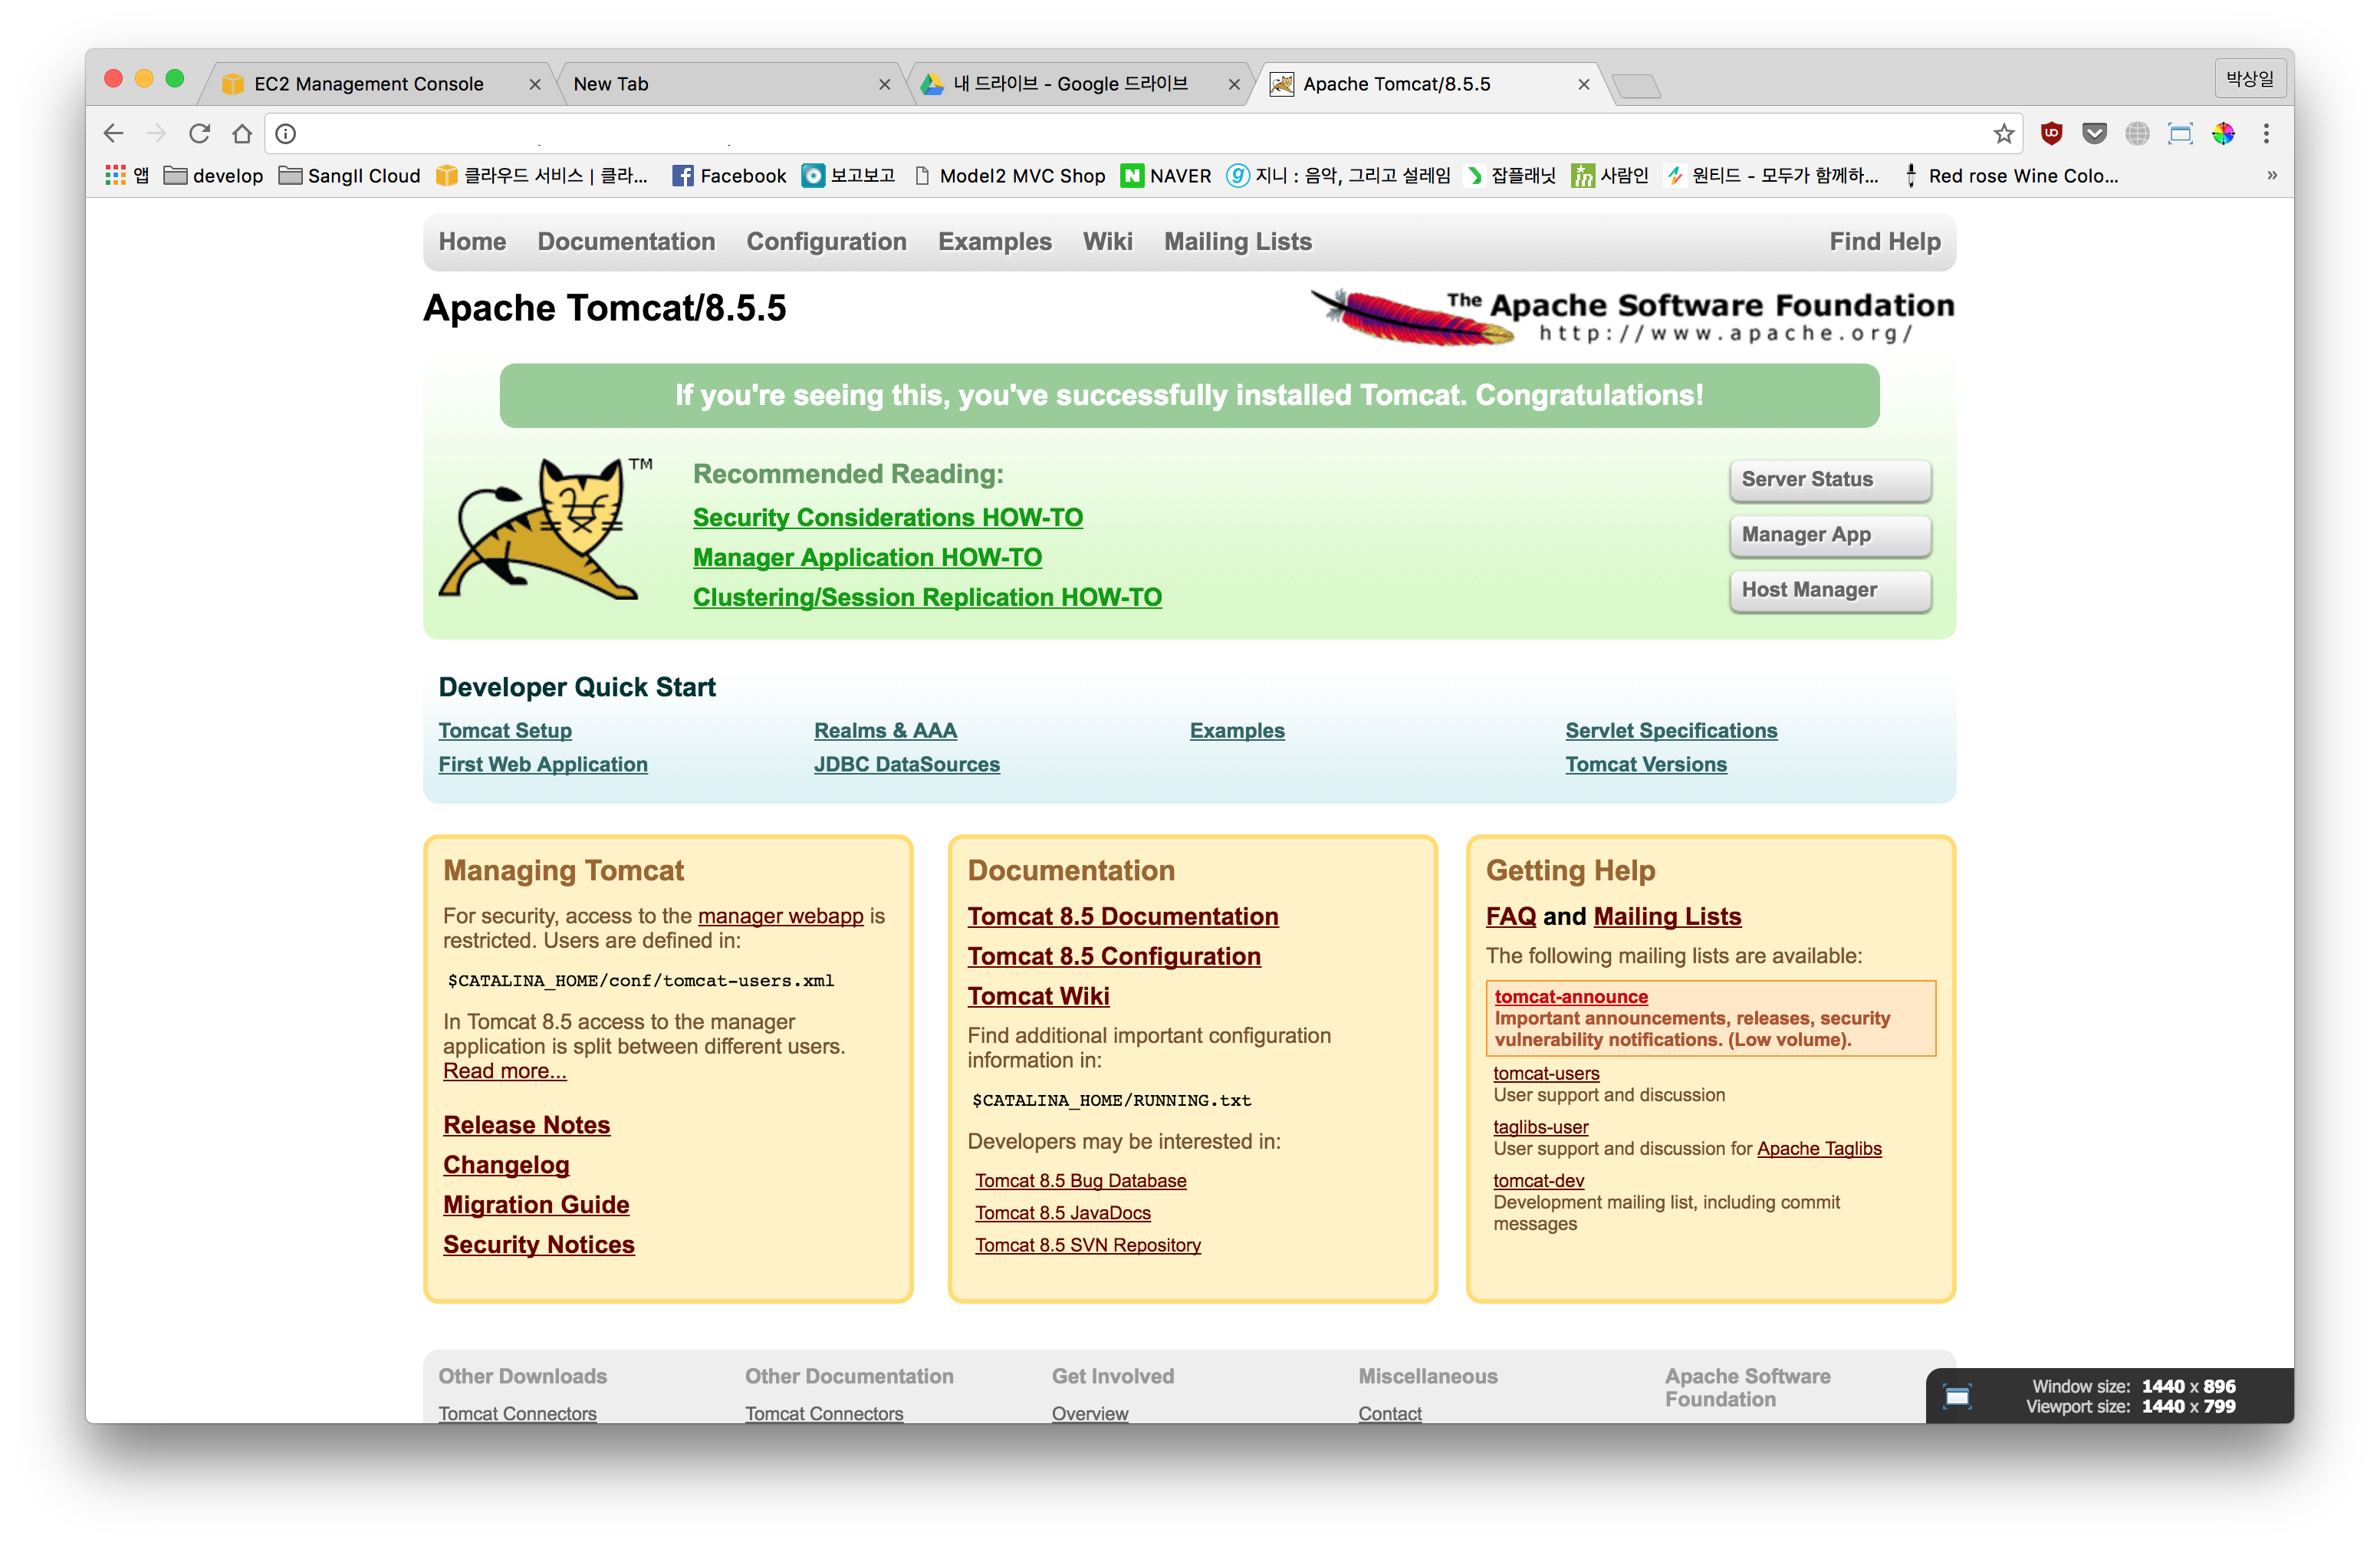 EC2 Management Console
New Tab
내 드라이브 - Google 드라이브
Apache Tomcat/8.5.5
박상일
앱
develop
SangIl Cloud
클라우드 서비스 | 클라...
Facebook
보고보고
Model2 MVC Shop
NAVER
지니 : 음악, 그리고 설레임
잡플래닛
사람인
원티드 - 모두가 함께하...
Red rose Wine Colo...
»
Home
Documentation
Configuration
Examples
Wiki
Mailing Lists
Find Help
Apache Tomcat/8.5.5
The Apache Software Foundation
http://www.apache.org/
If you're seeing this, you've successfully installed Tomcat. Congratulations!
TM
Recommended Reading:
Security Considerations HOW-TO
Manager Application HOW-TO
Clustering/Session Replication HOW-TO
Server Status
Manager App
Host Manager
Developer Quick Start
Tomcat Setup
First Web Application
Realms & AAA
JDBC DataSources
Examples
Servlet Specifications
Tomcat Versions
Managing Tomcat
For security, access to the manager webapp is
restricted. Users are defined in:
$CATALINA_HOME/conf/tomcat-users.xml
In Tomcat 8.5 access to the manager
application is split between different users.
Read more...
Release Notes
Changelog
Migration Guide
Security Notices
Documentation
Tomcat 8.5 Documentation
Tomcat 8.5 Configuration
Tomcat Wiki
Find additional important configuration
information in:
$CATALINA_HOME/RUNNING.txt
Developers may be interested in:
Tomcat 8.5 Bug Database
Tomcat 8.5 JavaDocs
Tomcat 8.5 SVN Repository
Getting Help
FAQ and Mailing Lists
The following mailing lists are available:
tomcat-announce
Important announcements, releases, security
vulnerability notifications. (Low volume).
tomcat-users
User support and discussion
taglibs-user
User support and discussion for Apache Taglibs
tomcat-dev
Development mailing list, including commit
messages
Other Downloads
Tomcat Connectors
Other Documentation
Tomcat Connectors
Get Involved
Overview
Miscellaneous
Contact
Apache Software
Foundation
Window size: 1440 x 896
Viewport size: 1440 x 799